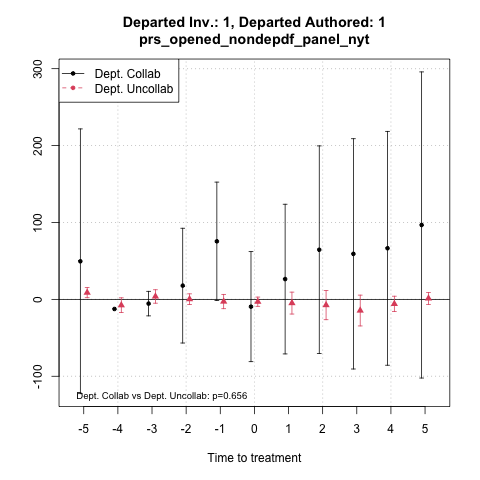 Departed Inv.: 1, Departed Authored: 1
prs_opened_nondepdf_panel_nyt
Dept. Collab
Dept. Uncollab
300
200
100
0
-100
Dept. Collab vs Dept. Uncollab: p=0.656
-5 -4 -3 -2 -1 0 1 2 3 4 5
Time to treatment